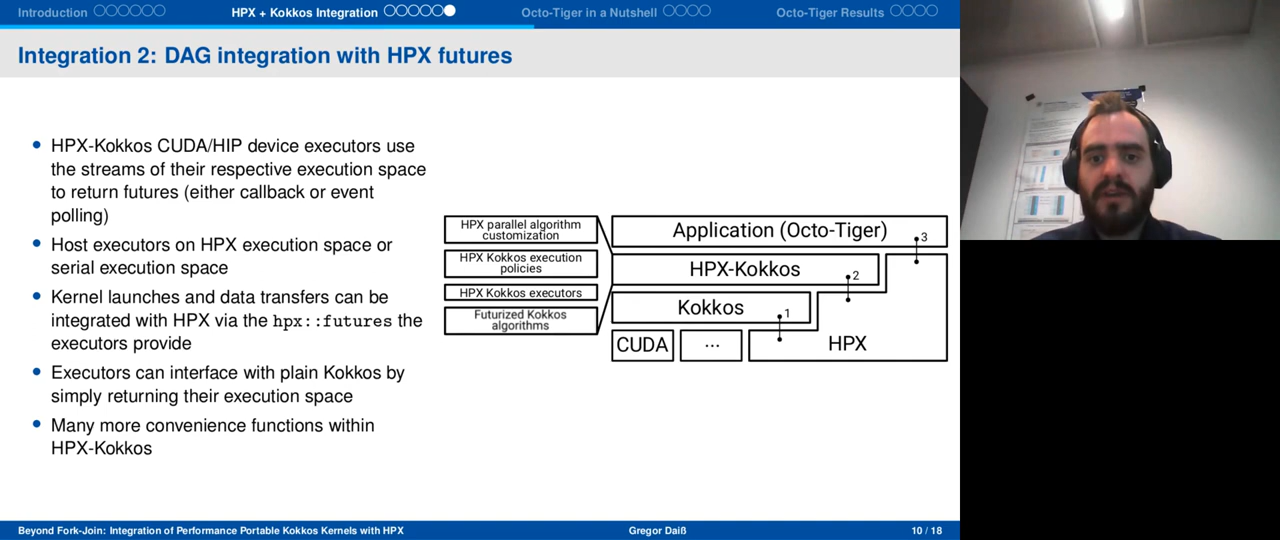 Introduction
HPX + Kokkos Integration
Octo-Tiger in a Nutshell
Octo-Tiger Results
Integration 2: DAG integration with HPX futures
HPX-Kokkos CUDA/HIP device executors use
the streams of their respective execution space
to return futures (either callback or event
polling)
Host executors on HPX execution space or
serial execution space
Kernel launches and data transfers can be
integrated with HPX via the hpx::futures the
executors provide
Executors can interface with plain Kokkos by
simply returning their execution space
Many more convenience functions within
HPX-Kokkos
HPX parallel algorithm
customization
HPX Kokkos execution
policies
HPX Kokkos executors
Futurized Kokkos
algorithms
Application (Octo-Tiger)
3
HPX-Kokkos
2
Kokkos
1
CUDA
...
HPX
Beyond Fork-Join: Integration of Performance Portable Kokkos Kernels with HPX
Gregor Daiß
10 / 18